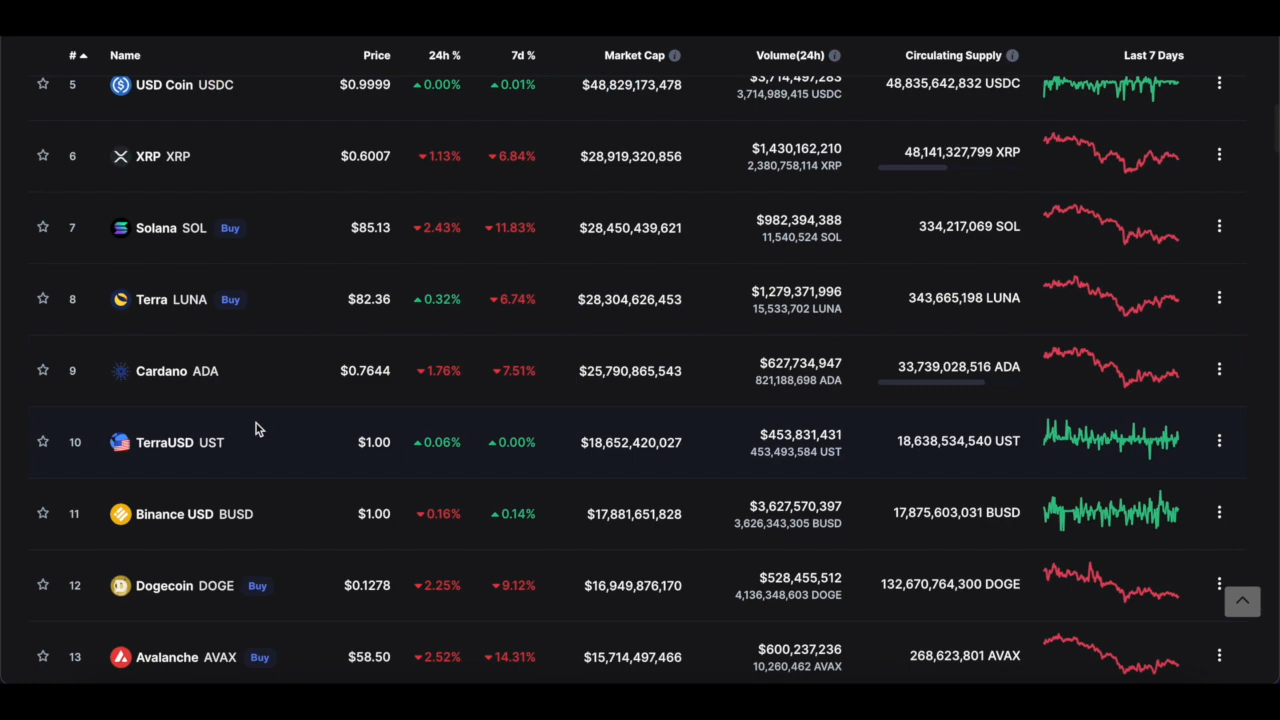 # Name Price 24h % 7d % Market Cap Volume(24h) Circulating Supply Last 7 Days
5 USD Coin USDC $0.9999 0.00% 0.01% $48,829,173,478 $3,714,497,283 48,835,642,832 USDC
3,714,989,415 USDC
6 XRP XRP $0.6007 1.13% 6.84% $28,919,320,856 $1,430,162,210 48,141,327,799 XRP
2,380,758,114 XRP
7 Solana SOL Buy $85.13 2.43% 11.83% $28,450,439,621 $982,394,388 334,217,069 SOL
11,540,524 SOL
8 Terra LUNA Buy $82.36 0.32% 6.74% $28,304,626,453 $1,279,371,996 343,665,198 LUNA
15,533,702 LUNA
9 Cardano ADA $0.7644 1.76% 7.51% $25,790,865,543 $627,734,947 33,739,028,516 ADA
821,188,698 ADA
10 TerraUSD UST $1.00 0.06% 0.00% $18,652,420,027 $453,831,431 18,638,534,540 UST
453,493,584 UST
11 Binance USD BUSD $1.00 0.16% 0.14% $17,881,651,828 $3,627,570,397 17,875,603,031 BUSD
3,626,343,305 BUSD
12 Dogecoin DOGE Buy $0.1278 2.25% 9.12% $16,949,876,170 $528,455,512 132,670,764,300 DOGE
4,136,348,603 DOGE
13 Avalanche AVAX Buy $58.50 2.52% 14.31% $15,714,497,466 $600,237,236 268,623,801 AVAX
10,260,462 AVAX